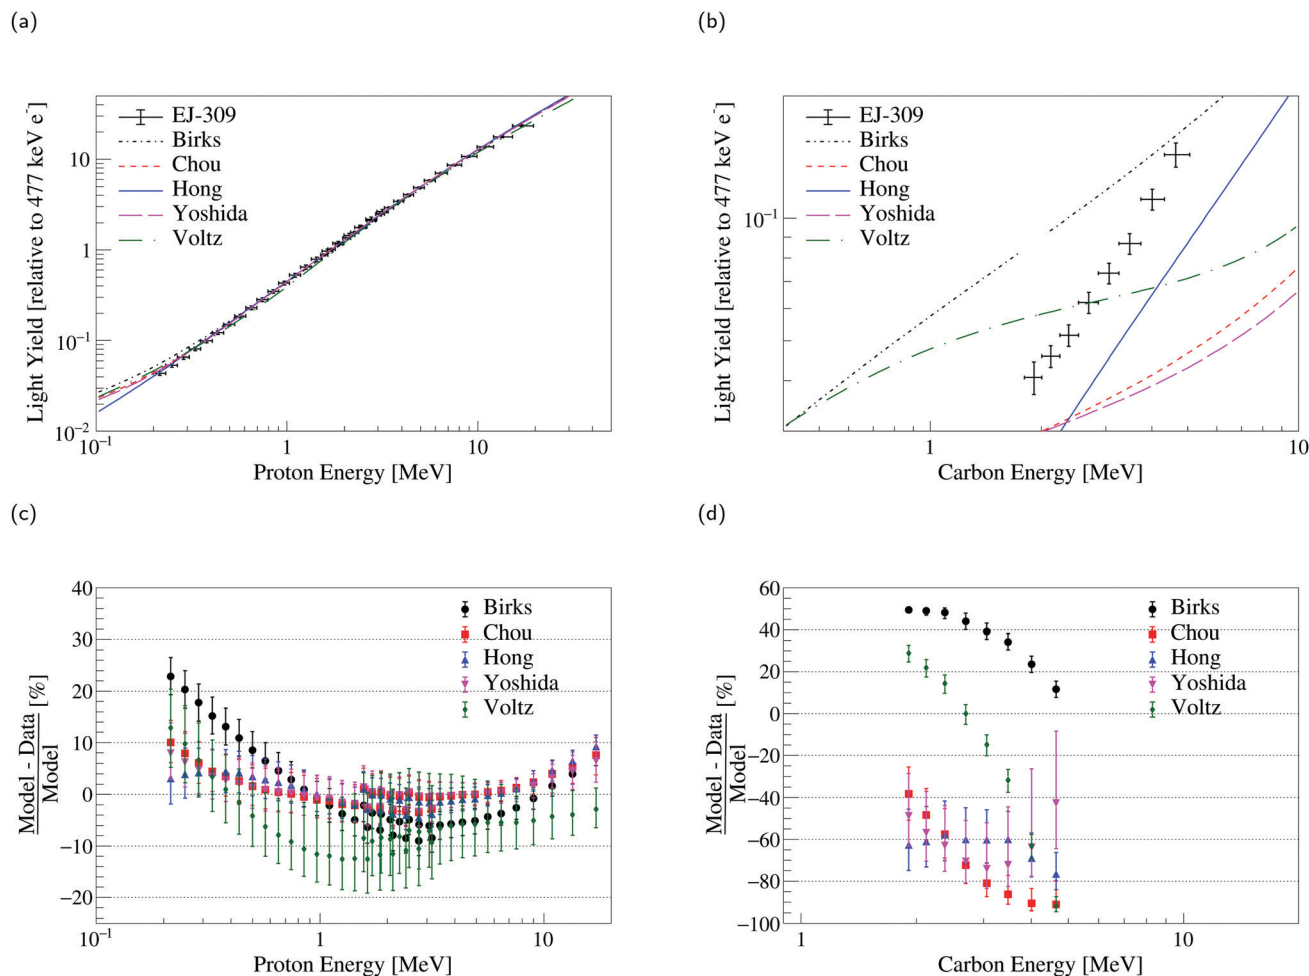 (a)
Light Yield [relative to 477 keV e⁻]
10
1
10⁻¹
10⁻²
EJ-309
Birks
Chou
Hong
Yoshida
Voltz
10⁻¹
1
10
Proton Energy [MeV]
(b)
Light Yield [relative to 477 keV e⁻]
10⁻¹
EJ-309
Birks
Chou
Hong
Yoshida
Voltz
1
10
Carbon Energy [MeV]
(c)
Model - Data
Model
[%]
40
30
20
10
0
−10
−20
Birks
Chou
Hong
Yoshida
Voltz
10⁻¹
1
10
Proton Energy [MeV]
(d)
Model - Data
Model
[%]
60
40
20
0
−20
−40
−60
−80
−100
Birks
Chou
Hong
Yoshida
Voltz
1
10
Carbon Energy [MeV]